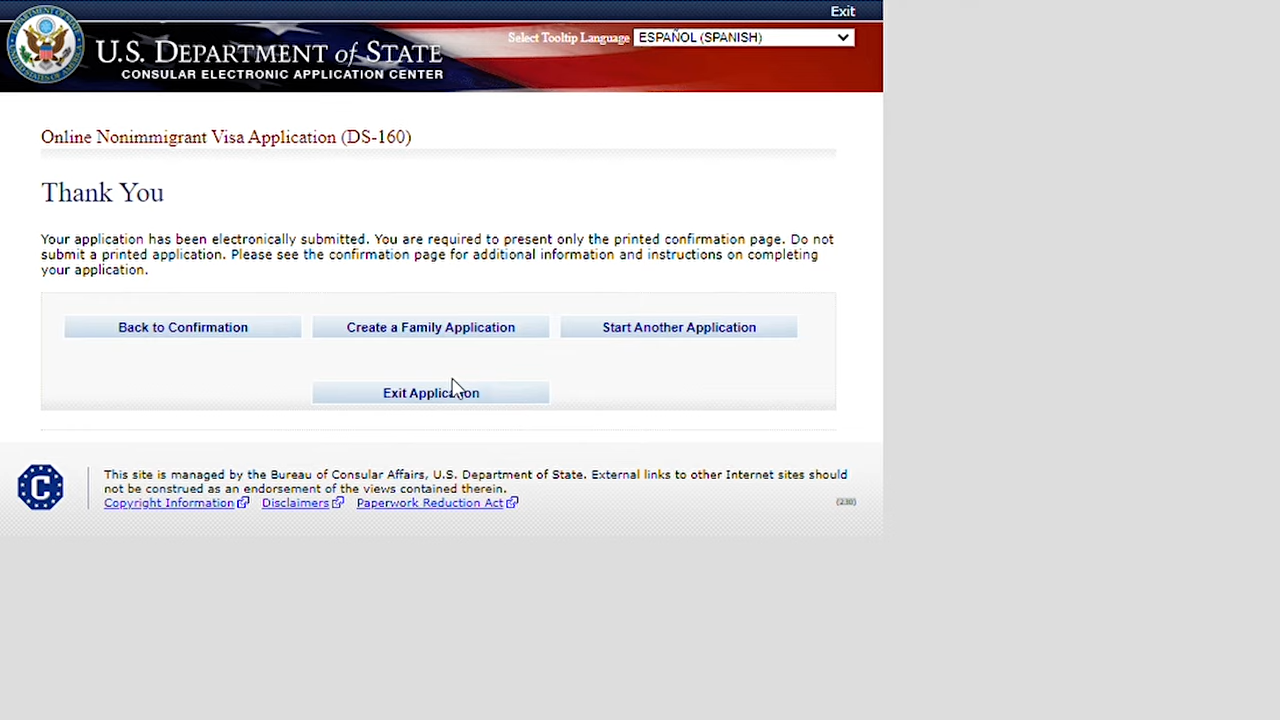 Exit
U.S. DEPARTMENT of STATE
CONSULAR ELECTRONIC APPLICATION CENTER
Select Tooltip Language ESPAÑOL (SPANISH)
Online Nonimmigrant Visa Application (DS-160)
Thank You
Your application has been electronically submitted. You are required to present only the printed confirmation page. Do not
submit a printed application. Please see the confirmation page for additional information and instructions on completing
your application.
Back to Confirmation
Create a Family Application
Start Another Application
Exit Application
C
This site is managed by the Bureau of Consular Affairs, U.S. Department of State. External links to other Internet sites should
not be construed as an endorsement of the views contained therein.
Copyright Information Disclaimers Paperwork Reduction Act